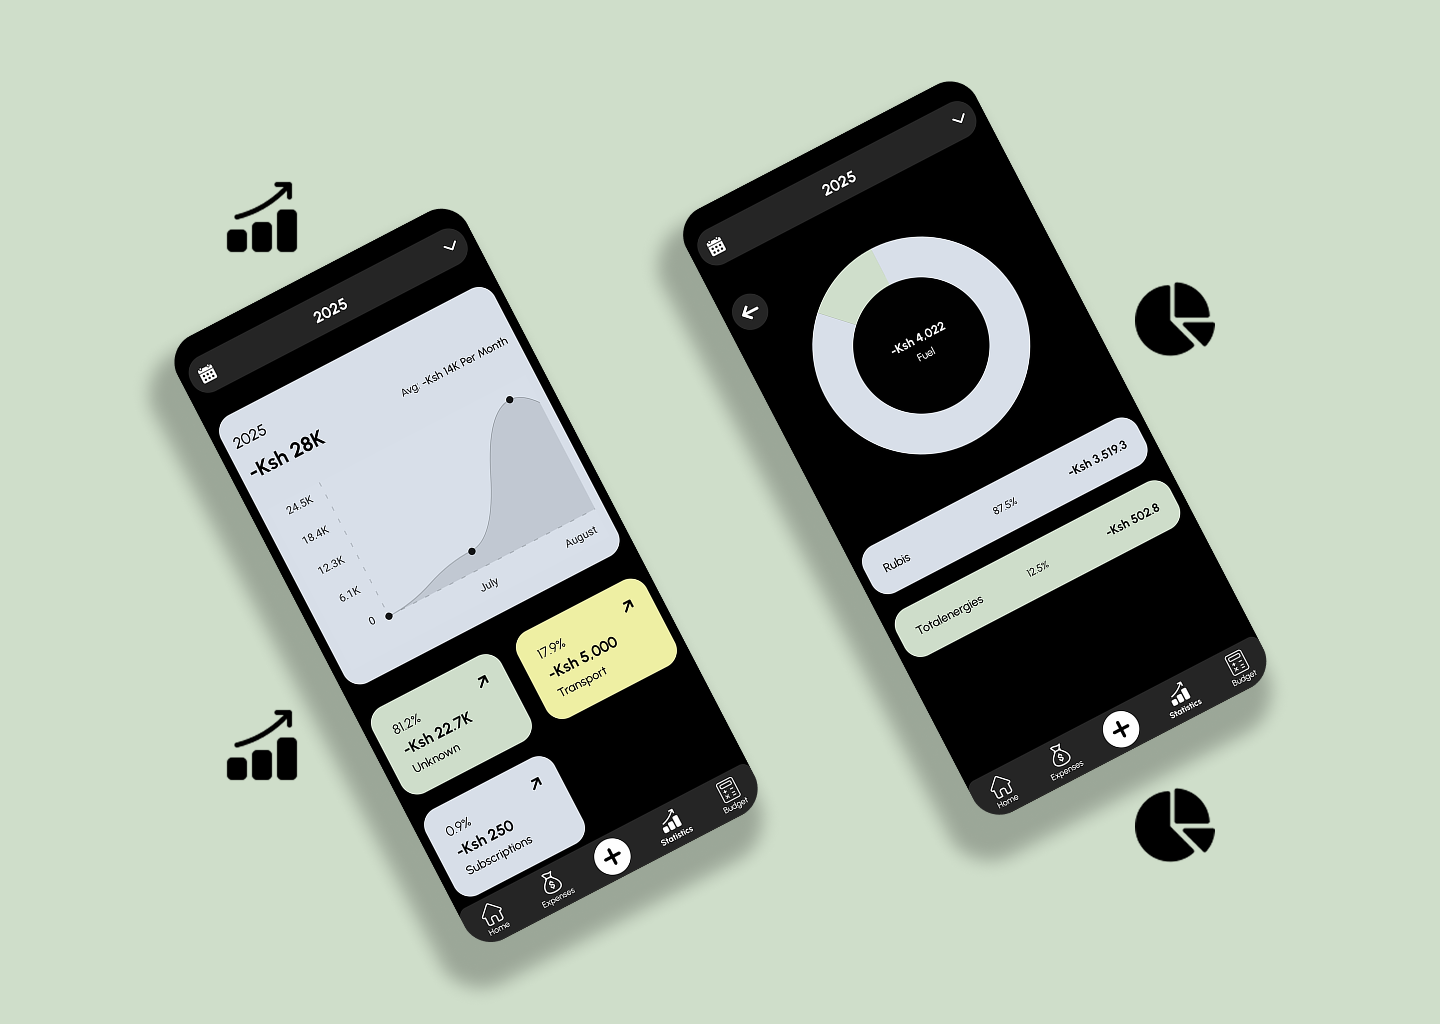 2025
Avg: -Ksh 14K Per Month
2025
-Ksh 28K
24.5K
18.4K
12.3K
6.1K
0
July
August
81.2%
-Ksh 22.7K
Unknown
17.9%
-Ksh 5,000
Transport
0.9%
-Ksh 250
Subscriptions
Home
Expenses
Statistics
Budget
2025
-Ksh 4,022
Fuel
Rubis
87.5%
-Ksh 3,519.3
Totalenergies
12.5%
-Ksh 502.8
Home
Expenses
Statistics
Budget